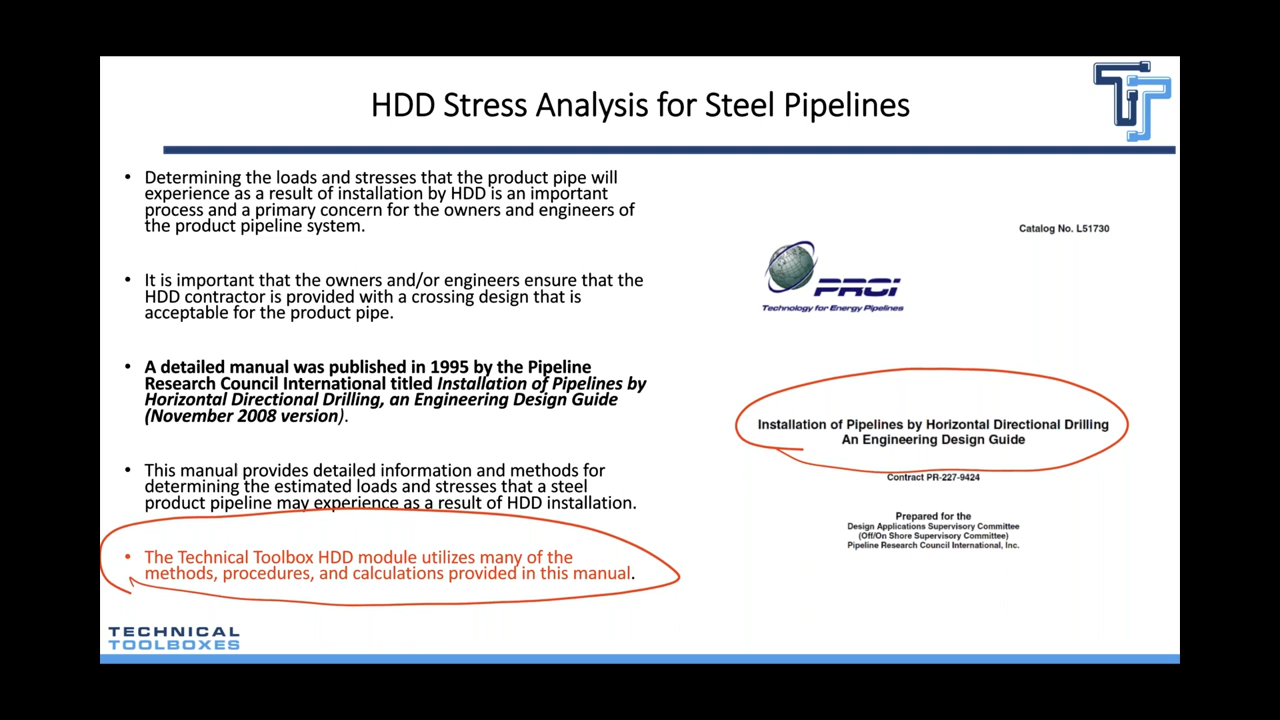 HDD Stress Analysis for Steel Pipelines
• Determining the loads and stresses that the product pipe will
experience as a result of installation by HDD is an important
process and a primary concern for the owners and engineers of
the product pipeline system.
• It is important that the owners and/or engineers ensure that the
HDD contractor is provided with a crossing design that is
acceptable for the product pipe.
• A detailed manual was published in 1995 by the Pipeline
Research Council International titled Installation of Pipelines by
Horizontal Directional Drilling, an Engineering Design Guide
(November 2008 version).
• This manual provides detailed information and methods for
determining the estimated loads and stresses that a steel
product pipeline may experience as a result of HDD installation.
• The Technical Toolbox HDD module utilizes many of the
methods, procedures, and calculations provided in this manual.
Catalog No. L51730
PRCI
Technology for Energy Pipelines
Installation of Pipelines by Horizontal Directional Drilling
An Engineering Design Guide
Contract PR-227-9424
Prepared for the
Design Applications Supervisory Committee
(Off/On Shore Supervisory Committee)
Pipeline Research Council International, Inc.
TECHNICAL
TOOLBOXES